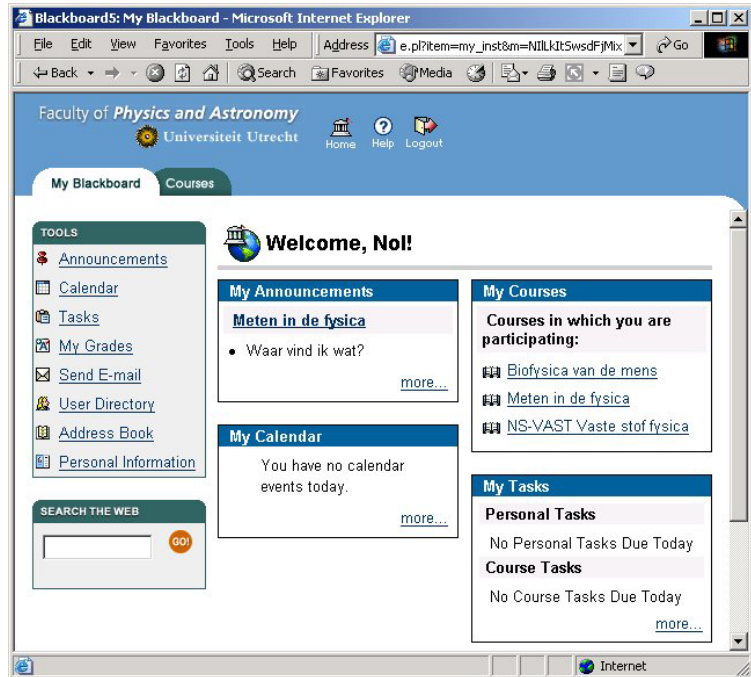 Blackboard5: My Blackboard - Microsoft Internet Explorer
File Edit View Favorites Tools Help Address e.pl?item=my_inst&m=NIlLkIt5wsdFjMix Go
Back Search Favorites Media
Faculty of Physics and Astronomy
Universiteit Utrecht
Home Help Logout
My Blackboard Courses
TOOLS
Announcements
Calendar
Tasks
My Grades
Send E-mail
User Directory
Address Book
Personal Information
SEARCH THE WEB
GO!
Welcome, Nol!
My Announcements
Meten in de fysica
• Waar vind ik wat?
more...
My Calendar
You have no calendar
events today.
more...
My Courses
Courses in which you are
participating:
Biofysica van de mens
Meten in de fysica
NS-VAST Vaste stof fysica
My Tasks
Personal Tasks
No Personal Tasks Due Today
Course Tasks
No Course Tasks Due Today
more...
Internet